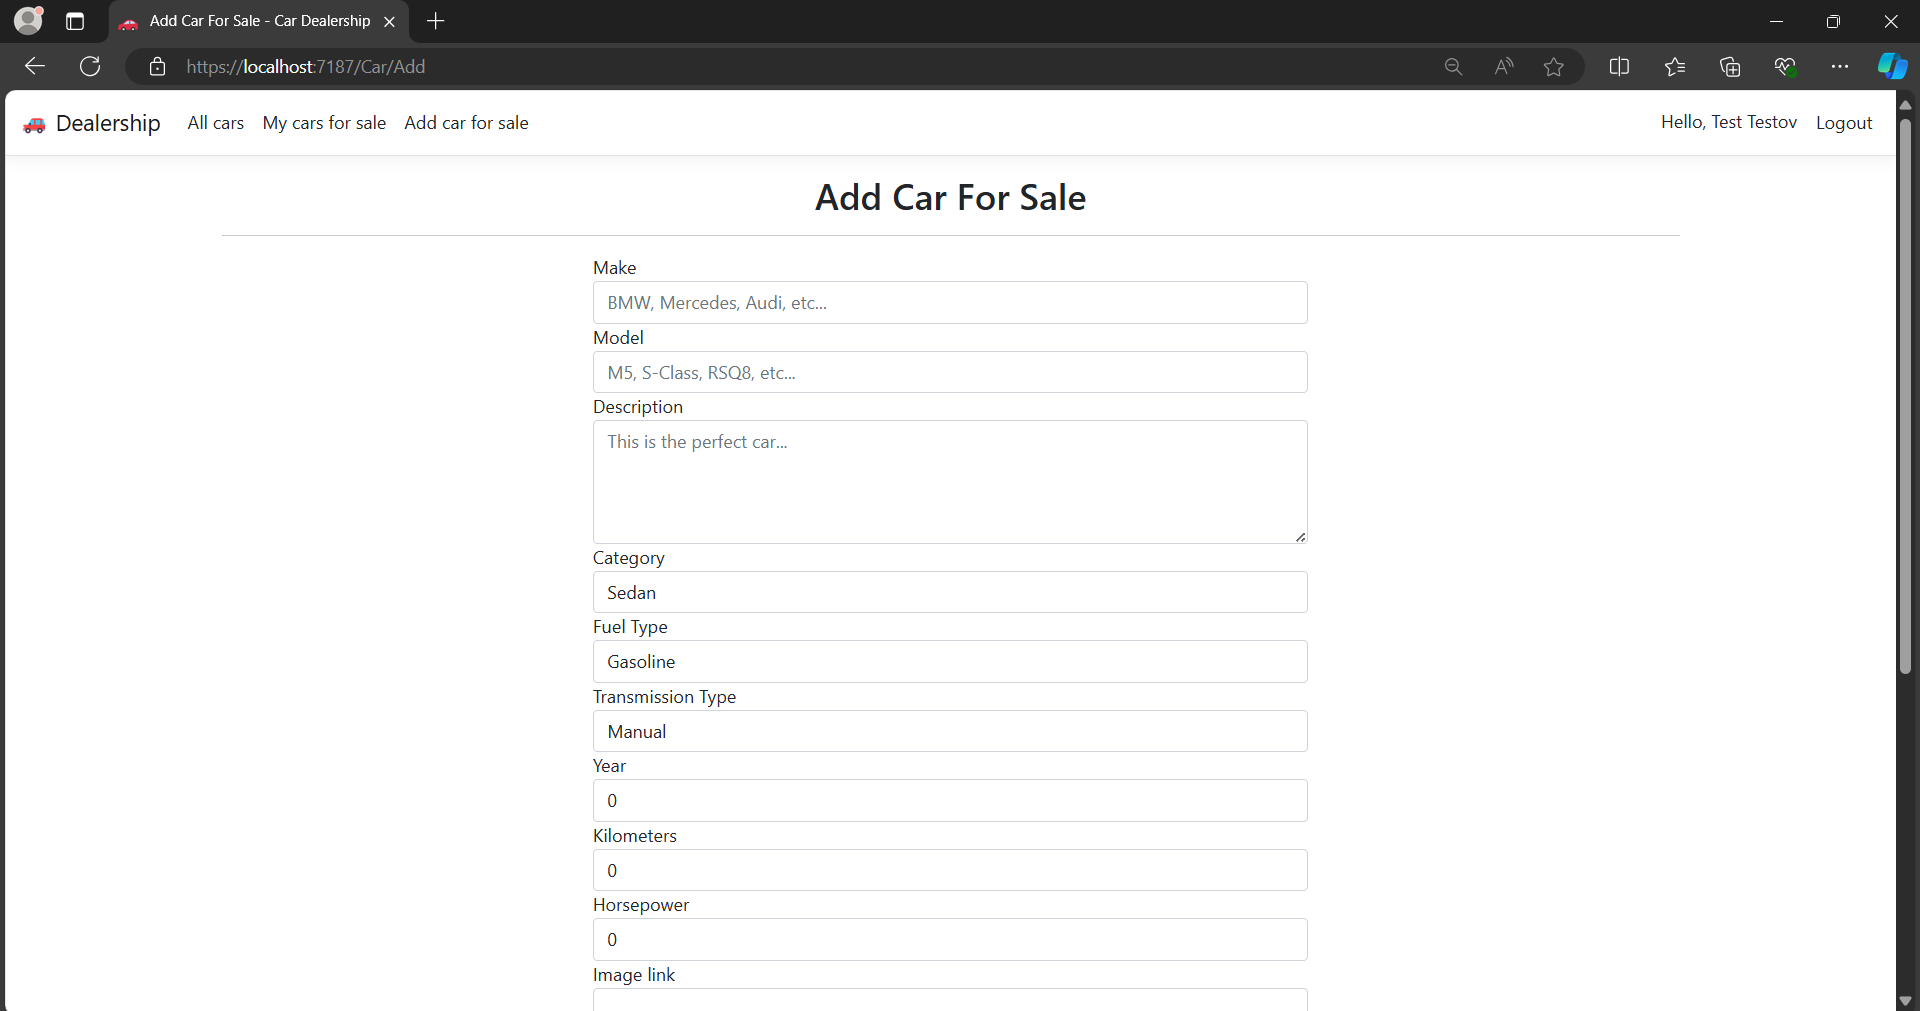 Add Car For Sale - Car Dealership
https://localhost:7187/Car/Add
Dealership All cars My cars for sale Add car for sale Hello, Test Testov Logout
Add Car For Sale
Make
BMW, Mercedes, Audi, etc...
Model
M5, S-Class, RSQ8, etc...
Description
This is the perfect car...
Category
Sedan
Fuel Type
Gasoline
Transmission Type
Manual
Year
0
Kilometers
0
Horsepower
0
Image link